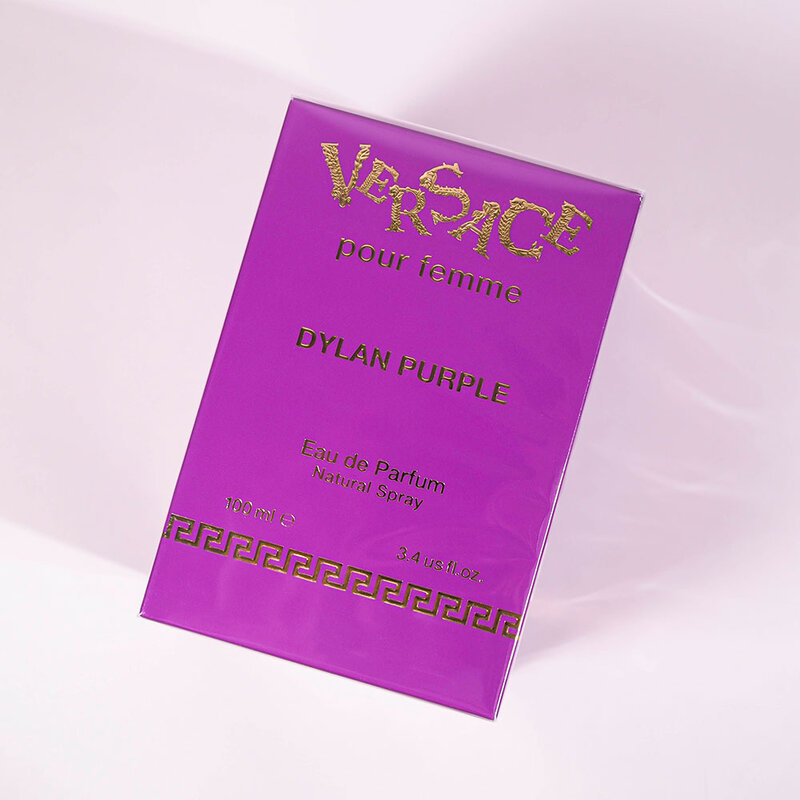 VERSACE
pour femme
DYLAN PURPLE
Eau de Parfum
Natural Spray
100 ml ℮
3.4 us fl.oz.